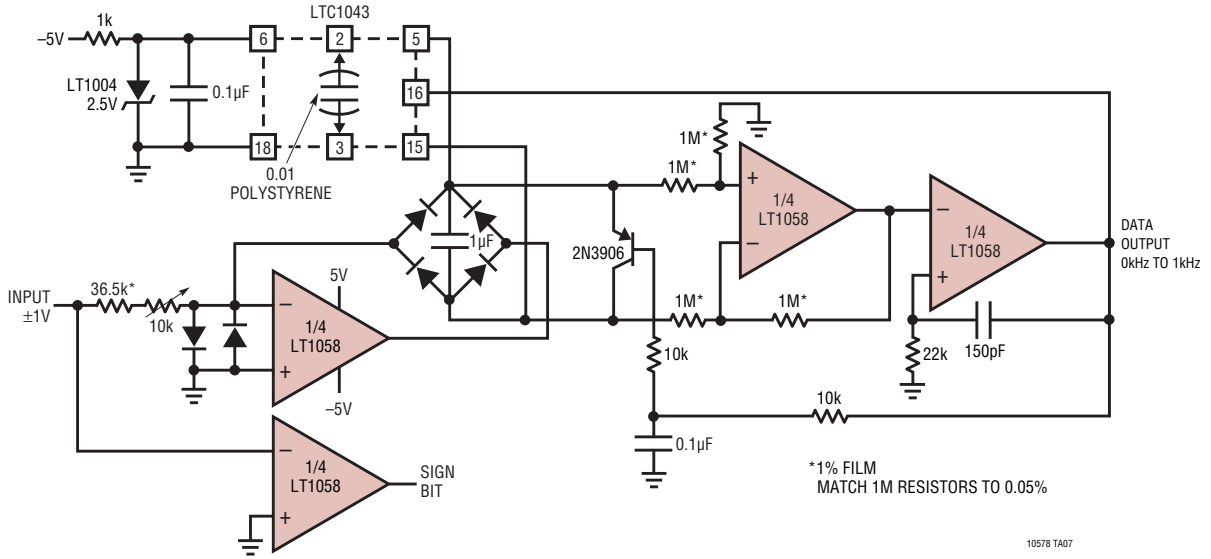 LTC1043
1k
–5V
6
2
5
LT1004
2.5V
0.1µF
16
18
3
15
0.01
POLYSTYRENE
1M*
1M*
+
–
1/4
LT1058
–
+
1/4
LT1058
DATA
OUTPUT
0kHz TO 1kHz
1µF
2N3906
INPUT
±1V
36.5k*
10k
5V
–
+
1/4
LT1058
–5V
1M*
1M*
10k
22k
150pF
10k
0.1µF
–
+
1/4
LT1058
SIGN
BIT
*1% FILM
MATCH 1M RESISTORS TO 0.05%
10578 TA07